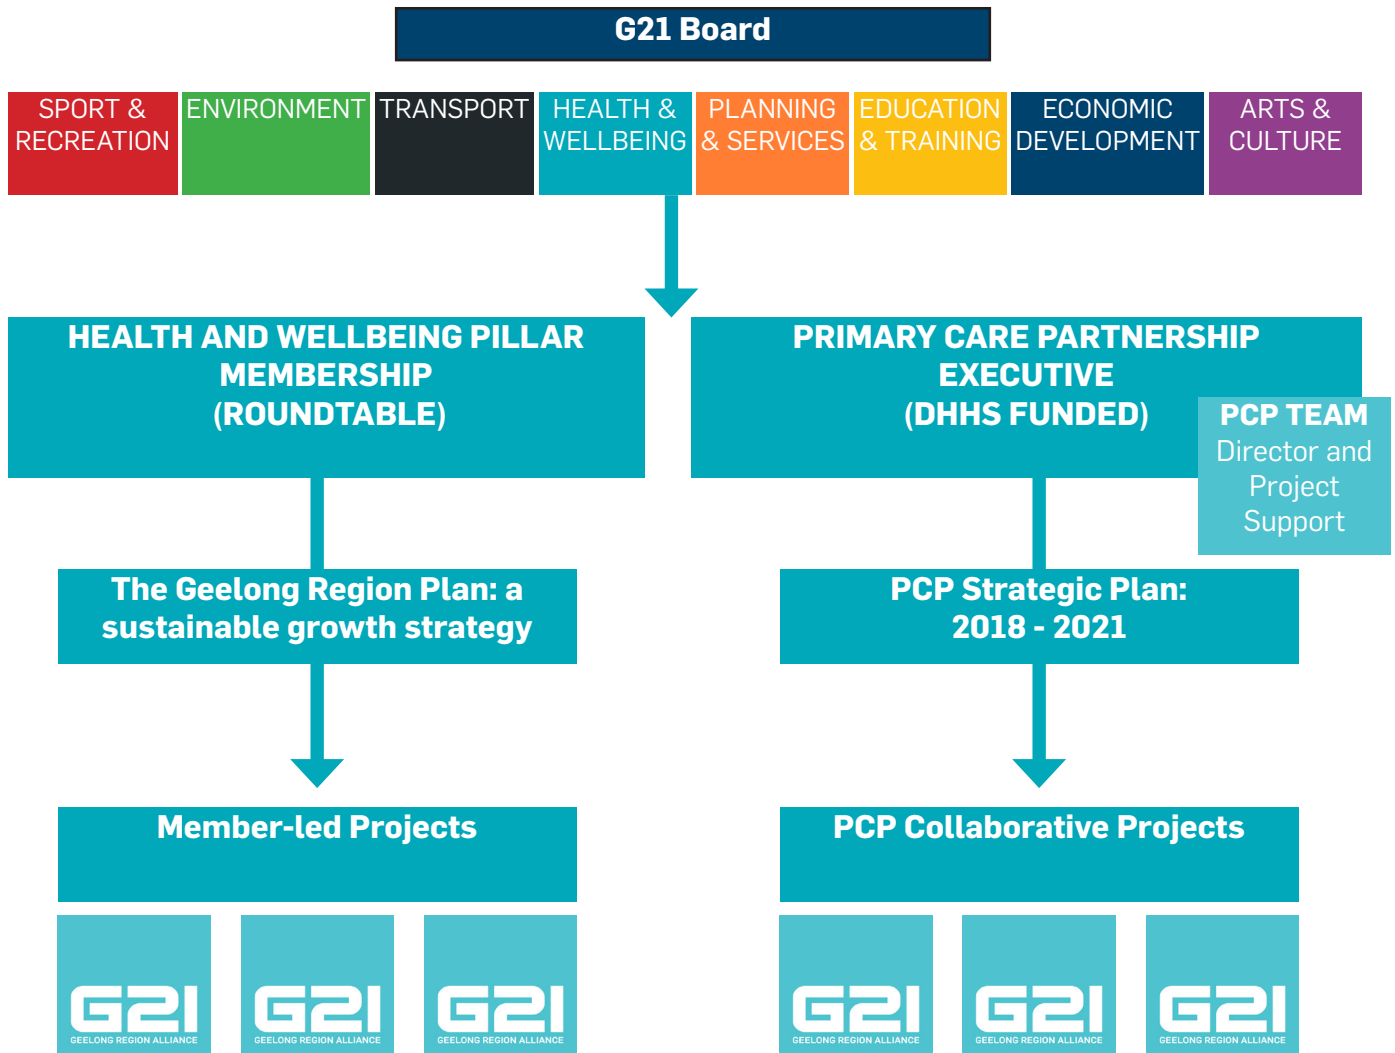 G21 Board
SPORT &
RECREATION
ENVIRONMENT
TRANSPORT
HEALTH &
WELLBEING
PLANNING
& SERVICES
EDUCATION
& TRAINING
ECONOMIC
DEVELOPMENT
ARTS &
CULTURE
HEALTH AND WELLBEING PILLAR
MEMBERSHIP
(ROUNDTABLE)
PRIMARY CARE PARTNERSHIP
EXECUTIVE
(DHHS FUNDED)
PCP TEAM
Director and
Project
Support
The Geelong Region Plan: a
sustainable growth strategy
PCP Strategic Plan:
2018 - 2021
Member-led Projects
PCP Collaborative Projects
G21
GEELONG REGION ALLIANCE
G21
GEELONG REGION ALLIANCE
G21
GEELONG REGION ALLIANCE
G21
GEELONG REGION ALLIANCE
G21
GEELONG REGION ALLIANCE
G21
GEELONG REGION ALLIANCE